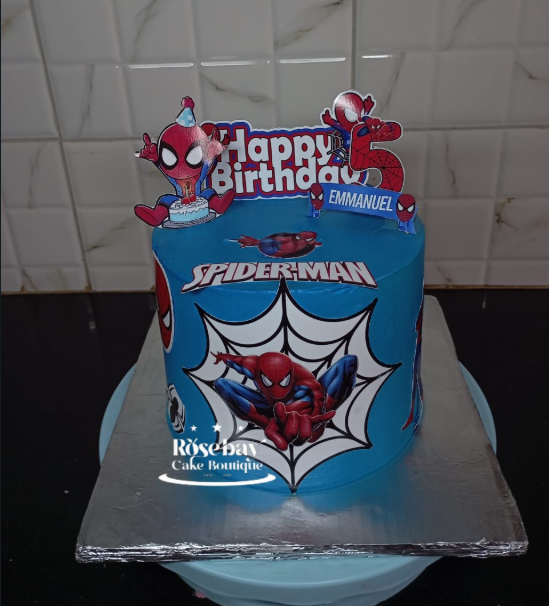 Happy
Birthday
5
EMMANUEL
SPIDER-MAN
Rosebay
Cake Boutique